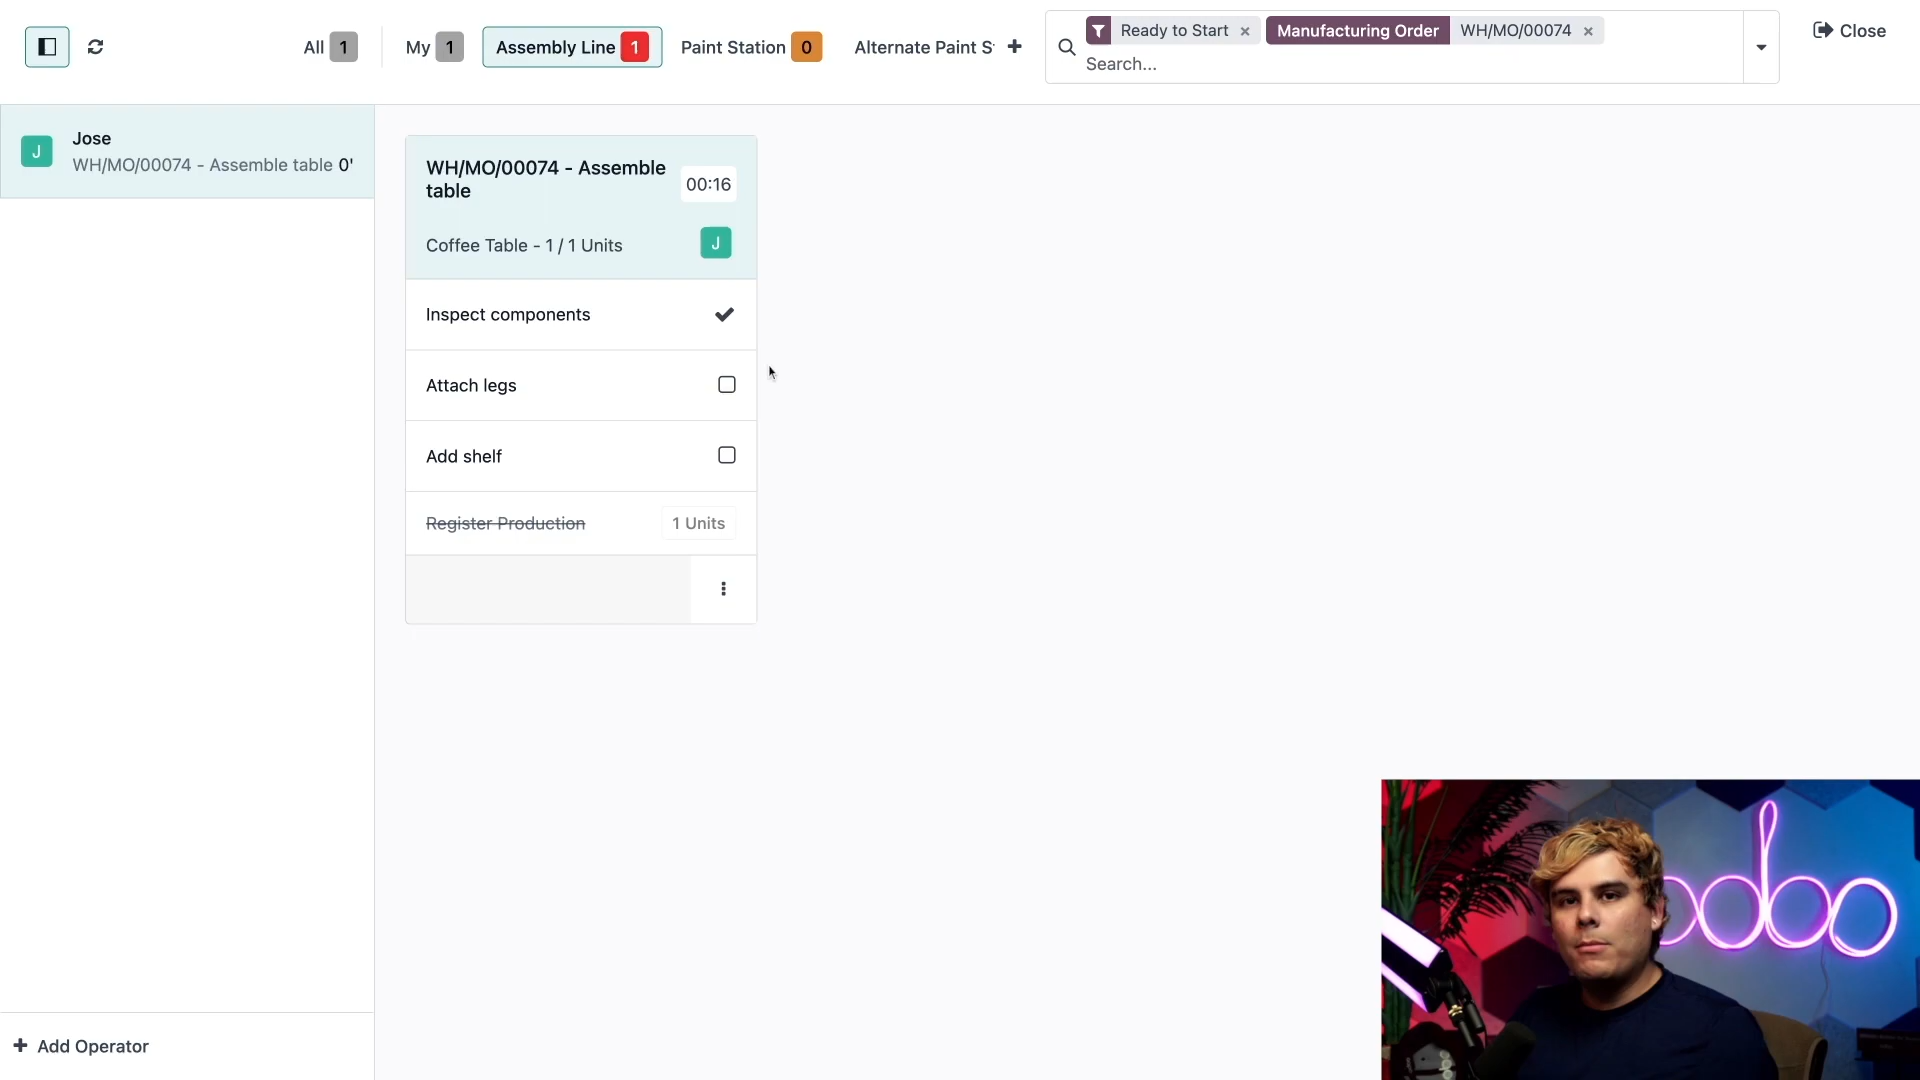 All 1
My 1
Assembly Line 1
Paint Station 0
Alternate Paint S
Ready to Start
Manufacturing Order WH/MO/00074
Search...
Close
J
Jose
WH/MO/00074 - Assemble table 0'
WH/MO/00074 - Assemble
table
00:16
Coffee Table - 1 / 1 Units
J
Inspect components
Attach legs
Add shelf
Register Production
1 Units
Add Operator
odoo